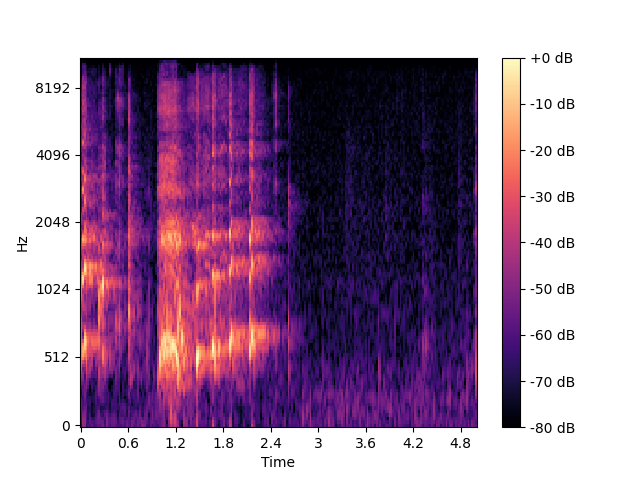 +0 dB
8192
-10 dB
4096
-20 dB
-30 dB
2048
Hz
-40 dB
1024
-50 dB
512
-60 dB
-70 dB
0
-80 dB
0 0.6 1.2 1.8 2.4 3 3.6 4.2 4.8
Time